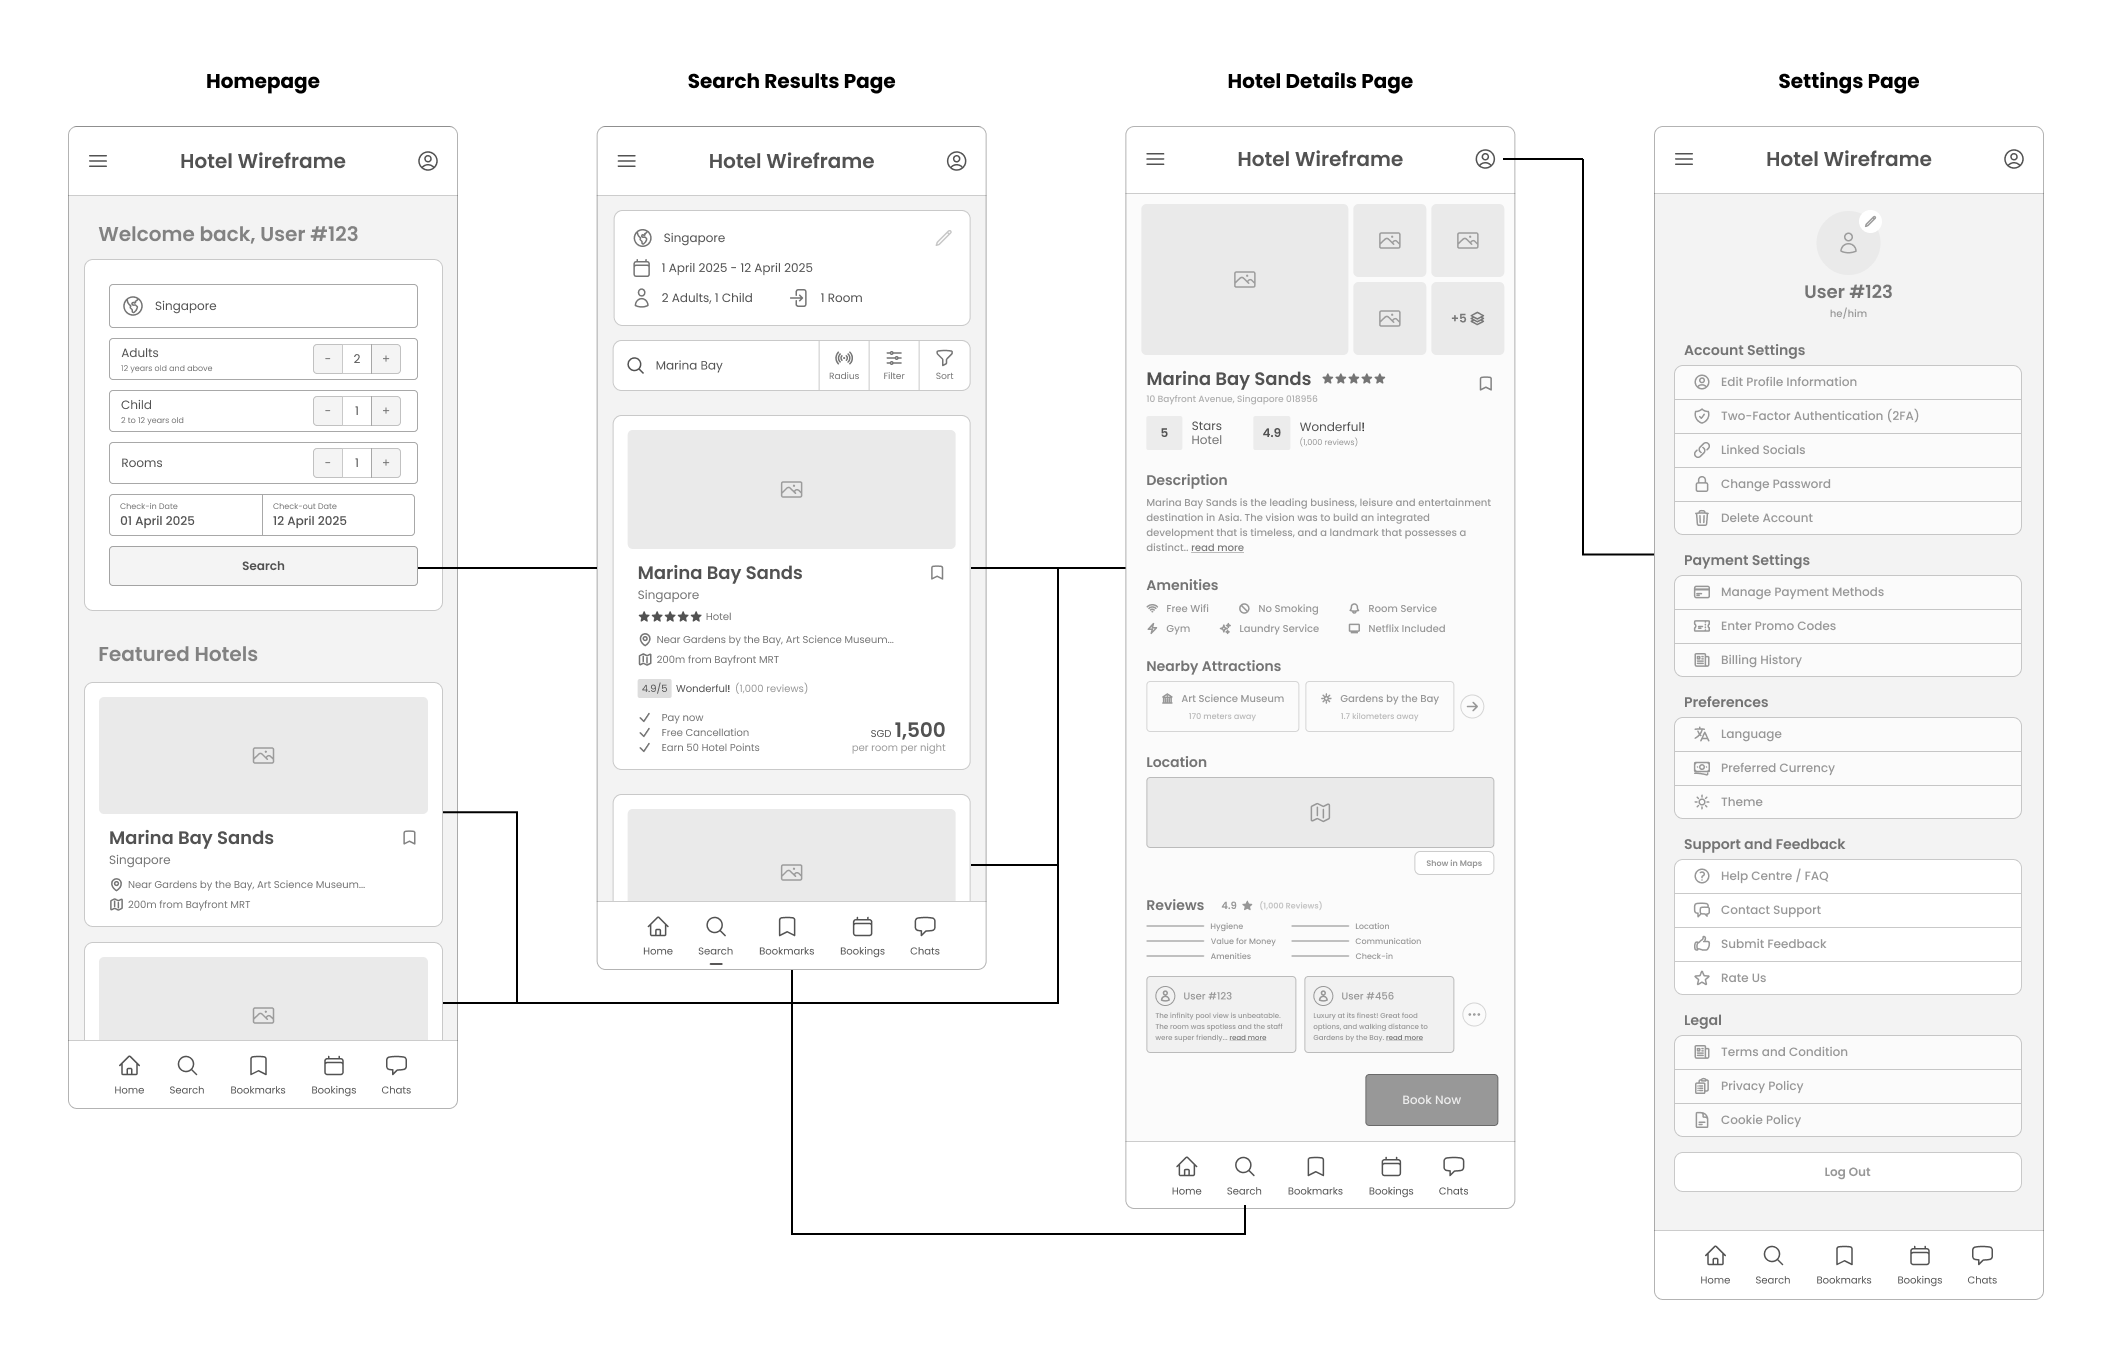 Homepage
Hotel Wireframe
Welcome back, User #123
Singapore
Adults
12 years old and above
- 2 +
Child
2 to 12 years old
- 1 +
Rooms
- 1 +
Check-in Date
01 April 2025
Check-out Date
12 April 2025
Search
Featured Hotels
Marina Bay Sands
Singapore
Near Gardens by the Bay, Art Science Museum...
200m from Bayfront MRT
Home Search Bookmarks Bookings Chats
Search Results Page
Hotel Wireframe
Singapore
1 April 2025 - 12 April 2025
2 Adults, 1 Child 1 Room
Marina Bay
Radius Filter Sort
Marina Bay Sands
Singapore
Hotel
Near Gardens by the Bay, Art Science Museum...
200m from Bayfront MRT
4.9/5 Wonderful! (1,000 reviews)
Pay now
Free Cancellation
Earn 50 Hotel Points
SGD 1,500
per room per night
Home Search Bookmarks Bookings Chats
Hotel Details Page
Hotel Wireframe
+5
Marina Bay Sands
10 Bayfront Avenue, Singapore 018956
5
Stars
Hotel
4.9
Wonderful!
(1,000 reviews)
Description
Marina Bay Sands is the leading business, leisure and entertainment
destination in Asia. The vision was to build an integrated
development that is timeless, and a landmark that possesses a
distinct.. read more
Amenities
Free Wifi No Smoking Room Service
Gym Laundry Service Netflix Included
Nearby Attractions
Art Science Museum
170 meters away
Gardens by the Bay
1.7 kilometers away
Location
Show in Maps
Reviews 4.9 (1,000 Reviews)
Hygiene Location
Value for Money Communication
Amenities Check-in
User #123
The infinity pool view is unbeatable.
The room was spotless and the staff
were super friendly... read more
User #456
Luxury at its finest! Great food
options, and walking distance to
Gardens by the Bay. read more
Book Now
Home Search Bookmarks Bookings Chats
Settings Page
Hotel Wireframe
User #123
he/him
Account Settings
Edit Profile Information
Two-Factor Authentication (2FA)
Linked Socials
Change Password
Delete Account
Payment Settings
Manage Payment Methods
Enter Promo Codes
Billing History
Preferences
Language
Preferred Currency
Theme
Support and Feedback
Help Centre / FAQ
Contact Support
Submit Feedback
Rate Us
Legal
Terms and Condition
Privacy Policy
Cookie Policy
Log Out
Home Search Bookmarks Bookings Chats